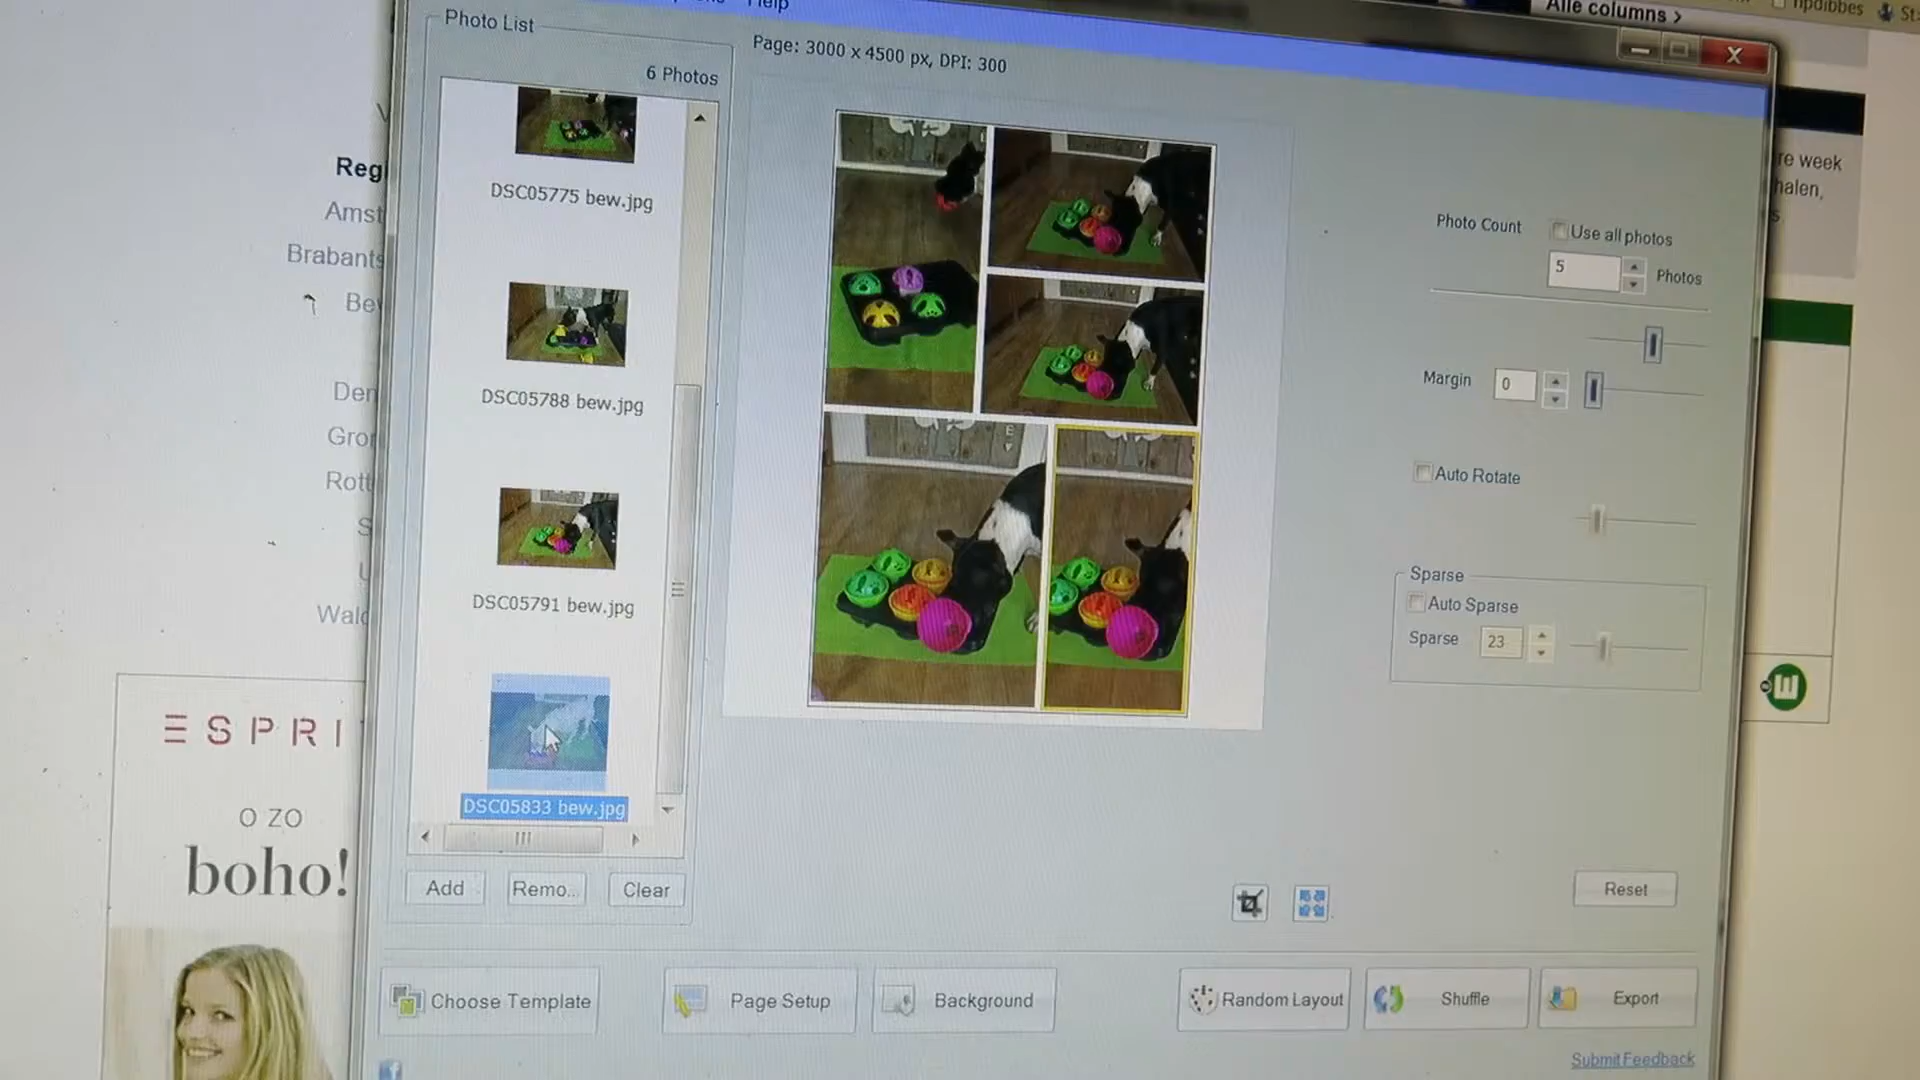 Help
Alle columns >
npdibbes
Photo List
6 Photos
Page: 3000 x 4500 px, DPI: 300
re week
halen,
DSC05775 bew.jpg
Reg
Amst
Brabants
Be
Photo Count
Use all photos
5
Photos
DSC05788 bew.jpg
Den
Gro
Rott
S
Margin
0
Auto Rotate
DSC05791 bew.jpg
Wald
Sparse
Auto Sparse
Sparse
23
ESPRI
O ZO
boho!
DSC05833 bew.jpg
Add
Remo...
Clear
Reset
Choose Template
Page Setup
Background
Random Layout
Shuffle
Export
Submit Feedback